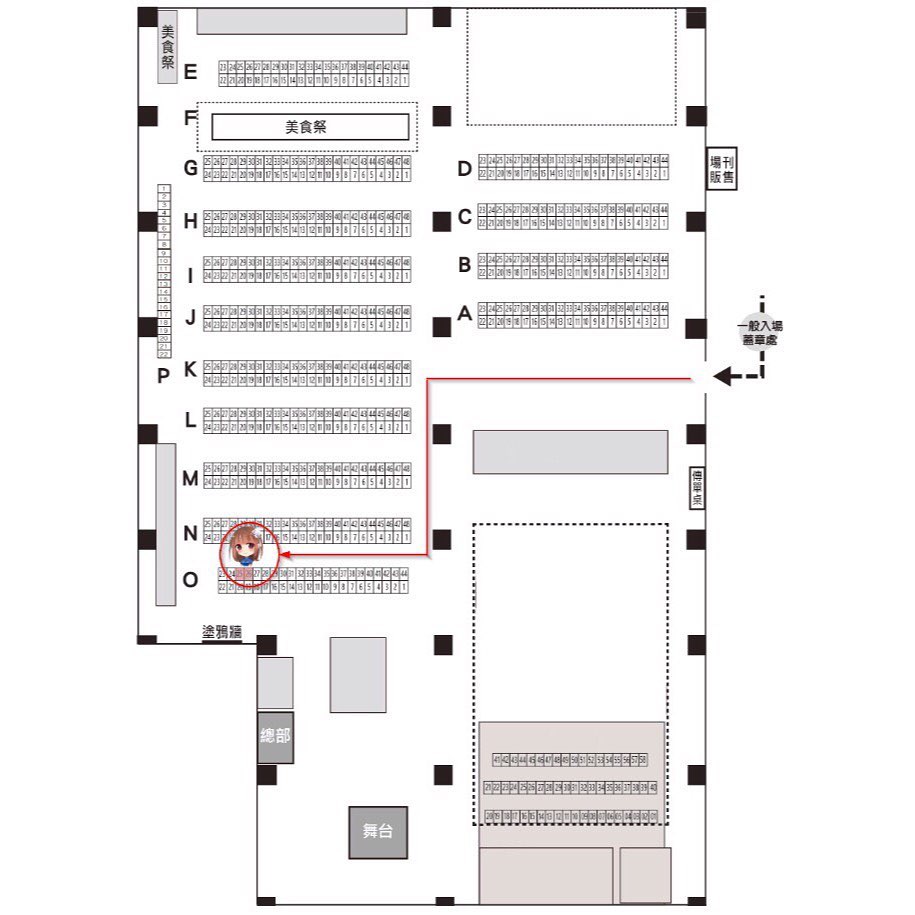 美食祭
E
23 24 25 26 27 28 29 30 31 32 33 34 35 36 37 38 39 40 41 42 43 44
22 21 20 19 18 17 16 15 14 13 12 11 10 9 8 7 6 5 4 3 2 1
F
美食祭
G
25 26 27 28 29 30 31 32 33 34 35 36 37 38 39 40 41 42 43 44 45 46 47 48
24 23 22 21 20 19 18 17 16 15 14 13 12 11 10 9 8 7 6 5 4 3 2 1
D
23 24 25 26 27 28 29 30 31 32 33 34 35 36 37 38 39 40 41 42 43 44
22 21 20 19 18 17 16 15 14 13 12 11 10 9 8 7 6 5 4 3 2 1
場刊
販售
H
25 26 27 28 29 30 31 32 33 34 35 36 37 38 39 40 41 42 43 44 45 46 47 48
24 23 22 21 20 19 18 17 16 15 14 13 12 11 10 9 8 7 6 5 4 3 2 1
C
23 24 25 26 27 28 29 30 31 32 33 34 35 36 37 38 39 40 41 42 43 44
22 21 20 19 18 17 16 15 14 13 12 11 10 9 8 7 6 5 4 3 2 1
I
25 26 27 28 29 30 31 32 33 34 35 36 37 38 39 40 41 42 43 44 45 46 47 48
24 23 22 21 20 19 18 17 16 15 14 13 12 11 10 9 8 7 6 5 4 3 2 1
B
23 24 25 26 27 28 29 30 31 32 33 34 35 36 37 38 39 40 41 42 43 44
22 21 20 19 18 17 16 15 14 13 12 11 10 9 8 7 6 5 4 3 2 1
J
25 26 27 28 29 30 31 32 33 34 35 36 37 38 39 40 41 42 43 44 45 46 47 48
24 23 22 21 20 19 18 17 16 15 14 13 12 11 10 9 8 7 6 5 4 3 2 1
A
23 24 25 26 27 28 29 30 31 32 33 34 35 36 37 38 39 40 41 42 43 44
22 21 20 19 18 17 16 15 14 13 12 11 10 9 8 7 6 5 4 3 2 1
一般入場
蓋章處
1
2
3
4
5
6
7
8
9
10
11
12
13
14
15
16
17
18
19
20
21
22
P
K
25 26 27 28 29 30 31 32 33 34 35 36 37 38 39 40 41 42 43 44 45 46 47 48
24 23 22 21 20 19 18 17 16 15 14 13 12 11 10 9 8 7 6 5 4 3 2 1
L
25 26 27 28 29 30 31 32 33 34 35 36 37 38 39 40 41 42 43 44 45 46 47 48
24 23 22 21 20 19 18 17 16 15 14 13 12 11 10 9 8 7 6 5 4 3 2 1
M
25 26 27 28 29 30 31 32 33 34 35 36 37 38 39 40 41 42 43 44 45 46 47 48
24 23 22 21 20 19 18 17 16 15 14 13 12 11 10 9 8 7 6 5 4 3 2 1
N
25 26 27 28 29 30 31 32 33 34 35 36 37 38 39 40 41 42 43 44 45 46 47 48
24 23 17 16 15 14 13 12 11 10 9 8 7 6 5 4 3 2 1
O
23 24 25 26 27 28 29 30 31 32 33 34 35 36 37 38 39 40 41 42 43 44
22 21 20 19 18 17 16 15 14 13 12 11 10 9 8 7 6 5 4 3 2 1
塗鴉牆
總部
舞台
41 42 43 44 45 46 47 48 49 50 51 52 53 54 55 56 57 58
21 22 23 24 25 26 27 28 29 30 31 32 33 34 35 36 37 38 39 40
20 19 18 17 16 15 14 13 12 11 10 09 08 07 06 05 04 03 02 01